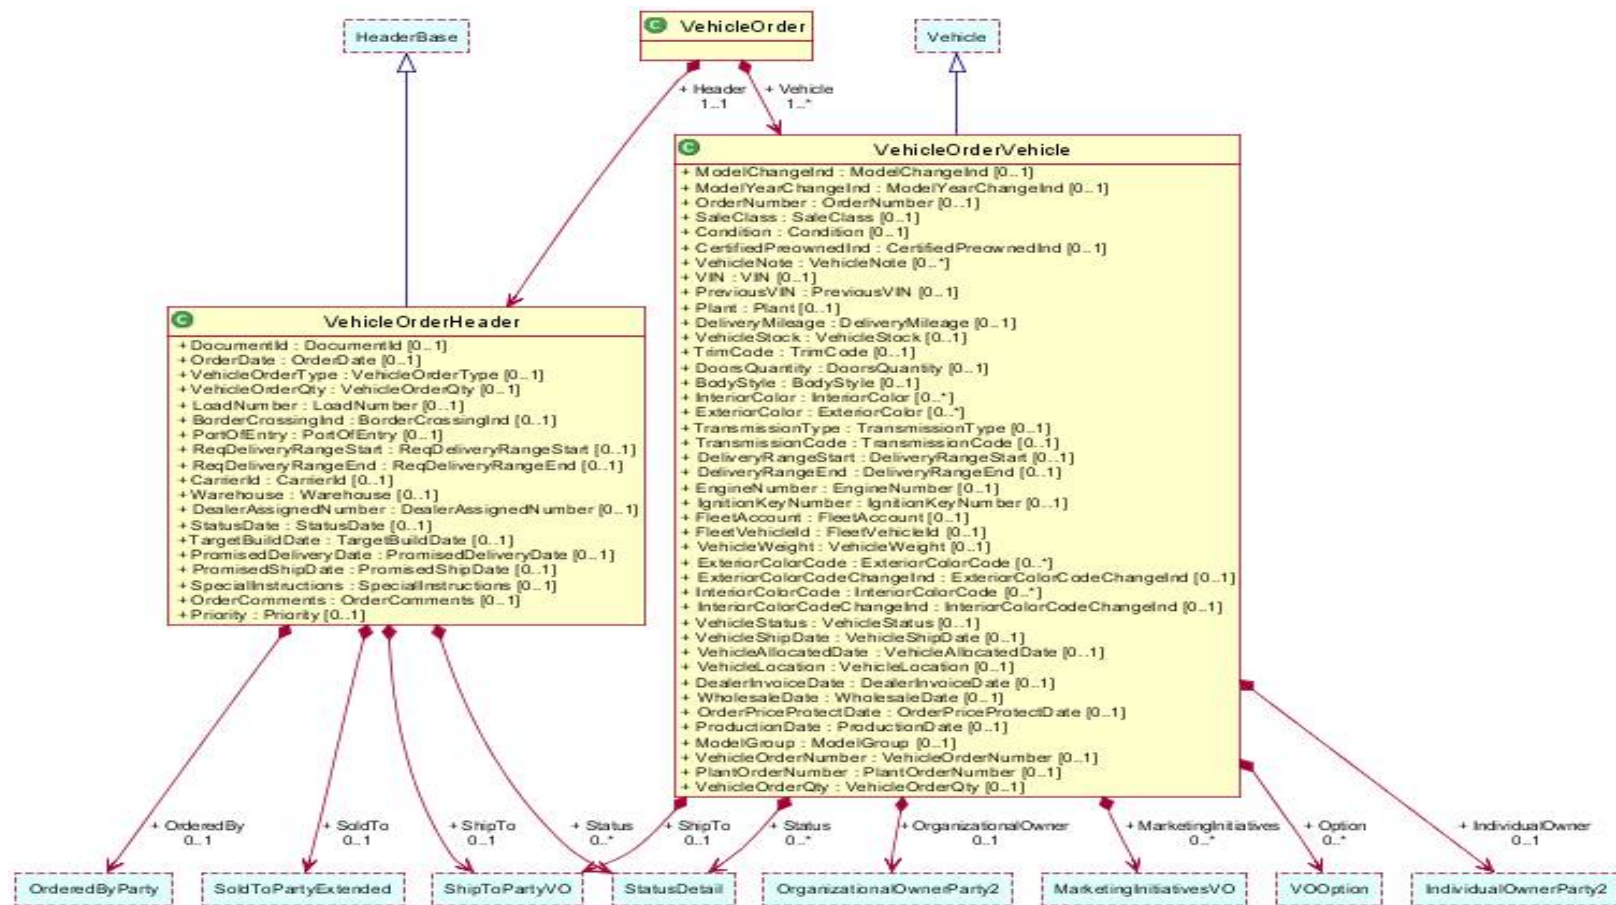 HeaderBase
C VehicleOrder
Vehicle
+ Header
1..1
+ Vehicle
1..*
C VehicleOrderVehicle
+ ModelChangeInd : ModelChangeInd [0..1]
+ ModelYearChangeInd : ModelYearChangeInd [0..1]
+ OrderNumber : OrderNumber [0..1]
+ SaleClass : SaleClass [0..1]
+ Condition : Condition [0..1]
+ CertifiedPreownedInd : CertifiedPreownedInd [0..1]
+ VehicleNote : VehicleNote [0..*]
+ VIN : VIN [0..1]
+ PreviousVIN : PreviousVIN [0..1]
+ Plant : Plant [0..1]
+ DeliveryMileage : DeliveryMileage [0..1]
+ VehicleStock : VehicleStock [0..1]
+ TrimCode : TrimCode [0..1]
+ DoorsQuantity : DoorsQuantity [0..1]
+ BodyStyle : BodyStyle [0..1]
+ InteriorColor : InteriorColor [0..*]
+ ExteriorColor : ExteriorColor [0..*]
+ TransmissionType : TransmissionType [0..1]
+ TransmissionCode : TransmissionCode [0..1]
+ DeliveryRangeStart : DeliveryRangeStart [0..1]
+ DeliveryRangeEnd : DeliveryRangeEnd [0..1]
+ EngineNumber : EngineNumber [0..1]
+ IgnitionKeyNumber : IgnitionKeyNumber [0..1]
+ FleetAccount : FleetAccount [0..1]
+ FleetVehicleId : FleetVehicleId [0..1]
+ VehicleWeight : VehicleWeight [0..1]
+ ExteriorColorCode : ExteriorColorCode [0..*]
+ ExteriorColorCodeChangeInd : ExteriorColorCodeChangeInd [0..1]
+ InteriorColorCode : InteriorColorCode [0..*]
+ InteriorColorCodeChangeInd : InteriorColorCodeChangeInd [0..1]
+ VehicleStatus : VehicleStatus [0..1]
+ VehicleShipDate : VehicleShipDate [0..1]
+ VehicleAllocatedDate : VehicleAllocatedDate [0..1]
+ VehicleLocation : VehicleLocation [0..1]
+ DealerInvoiceDate : DealerInvoiceDate [0..1]
+ WholesaleDate : WholesaleDate [0..1]
+ OrderPriceProtectDate : OrderPriceProtectDate [0..1]
+ ProductionDate : ProductionDate [0..1]
+ ModelGroup : ModelGroup [0..1]
+ VehicleOrderNumber : VehicleOrderNumber [0..1]
+ PlantOrderNumber : PlantOrderNumber [0..1]
+ VehicleOrderQty : VehicleOrderQty [0..1]
C VehicleOrderHeader
+ DocumentId : DocumentId [0..1]
+ OrderDate : OrderDate [0..1]
+ VehicleOrderType : VehicleOrderType [0..1]
+ VehicleOrderQty : VehicleOrderQty [0..1]
+ LoadNumber : LoadNumber [0..1]
+ BorderCrossingInd : BorderCrossingInd [0..1]
+ PortOfEntry : PortOfEntry [0..1]
+ ReqDeliveryRangeStart : ReqDeliveryRangeStart [0..1]
+ ReqDeliveryRangeEnd : ReqDeliveryRangeEnd [0..1]
+ CarrierId : CarrierId [0..1]
+ Warehouse : Warehouse [0..1]
+ DealerAssignedNumber : DealerAssignedNumber [0..1]
+ StatusDate : StatusDate [0..1]
+ TargetBuildDate : TargetBuildDate [0..1]
+ PromisedDeliveryDate : PromisedDeliveryDate [0..1]
+ PromisedShipDate : PromisedShipDate [0..1]
+ SpecialInstructions : SpecialInstructions [0..1]
+ OrderComments : OrderComments [0..1]
+ Priority : Priority [0..1]
+ OrderedBy
0..1
+ SoldTo
0..1
+ ShipTo
0..1
+ Status
0..*
+ ShipTo
0..1
+ Status
0..*
+ OrganizationalOwner
0..1
+ MarketingInitiatives
0..*
+ Option
0..*
+ IndividualOwner
0..1
OrderedByParty
SoldToPartyExtended
ShipToPartyVO
StatusDetail
OrganizationalOwnerParty2
MarketingInitiativesVO
VOOption
IndividualOwnerParty2